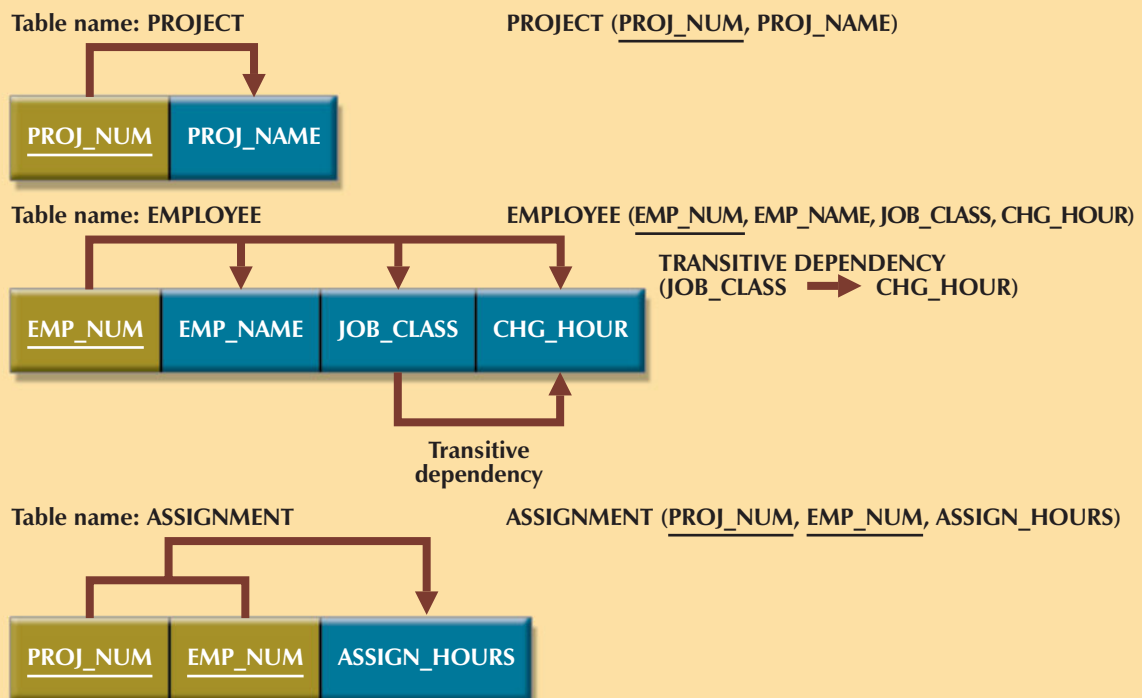 Table name: PROJECT
PROJECT (PROJ_NUM, PROJ_NAME)
PROJ_NUM
PROJ_NAME
Table name: EMPLOYEE
EMPLOYEE (EMP_NUM, EMP_NAME, JOB_CLASS, CHG_HOUR)
TRANSITIVE DEPENDENCY
(JOB_CLASS CHG_HOUR)
EMP_NUM
EMP_NAME
JOB_CLASS
CHG_HOUR
Transitive
dependency
Table name: ASSIGNMENT
ASSIGNMENT (PROJ_NUM, EMP_NUM, ASSIGN_HOURS)
PROJ_NUM
EMP_NUM
ASSIGN_HOURS